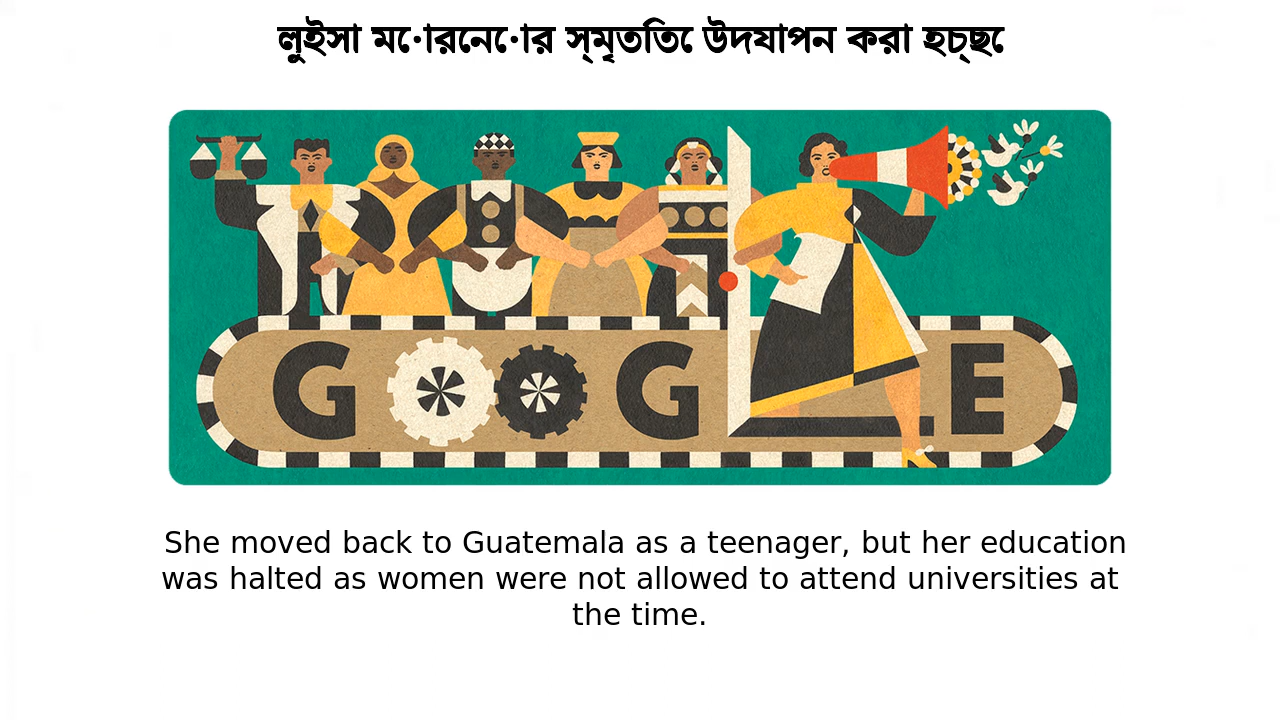 লুইসা মোরেনোর স্মৃতিতে উদযাপন করা হচ্ছে
GOOGLE
She moved back to Guatemala as a teenager, but her education
was halted as women were not allowed to attend universities at
the time.